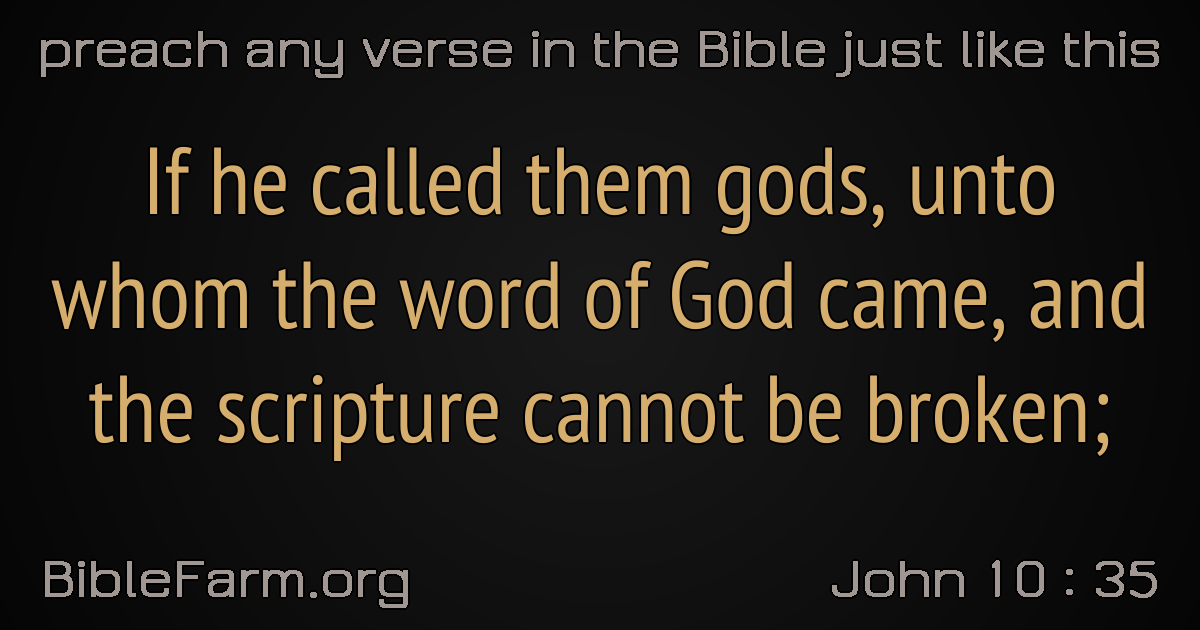 preach any verse in the Bible just like this
If he called them gods, unto
whom the word of God came, and
the scripture cannot be broken;
BibleFarm.org
John 10 : 35